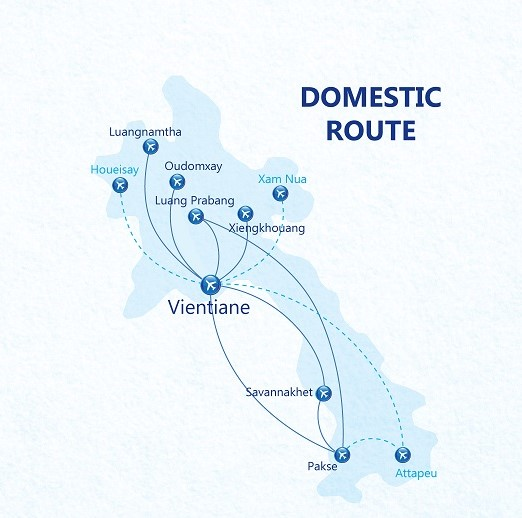 DOMESTIC
ROUTE
Luangnamtha
Houeisay
Oudomxay
Xam Nua
Luang Prabang
Xiengkhouang
Vientiane
Savannakhet
Pakse
Attapeu